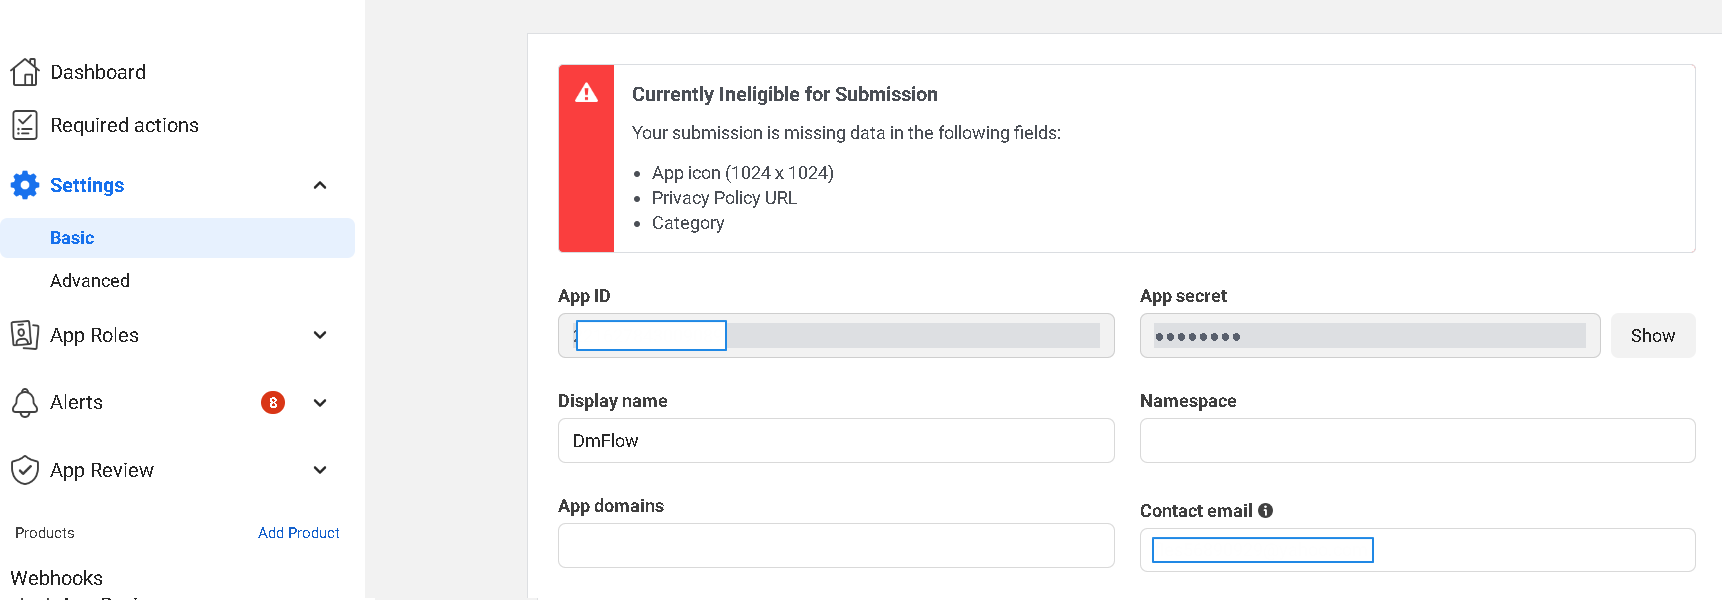 Dashboard
Required actions
Settings
Basic
Advanced
App Roles
Alerts
8
App Review
Products
Add Product
Webhooks
Currently Ineligible for Submission
Your submission is missing data in the following fields:
• App icon (1024 x 1024)
• Privacy Policy URL
• Category
App ID
App secret
••••••••
Show
Display name
Namespace
DmFlow
App domains
Contact email